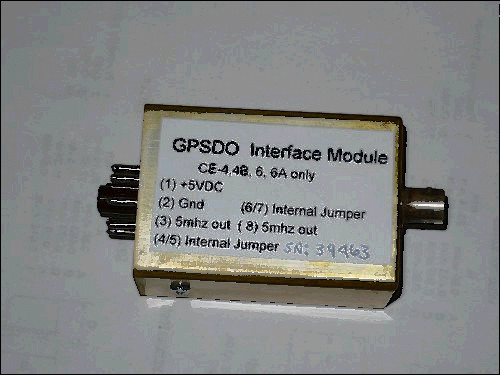 GPSDO Interface Module
CE-4,4B, 6, 6A only
(1) +5VDC
(2) Gnd (6/7) Internal Jumper
(3) 5mhz out ( 8) 5mhz out
(4/5) Internal Jumper SN: 39463